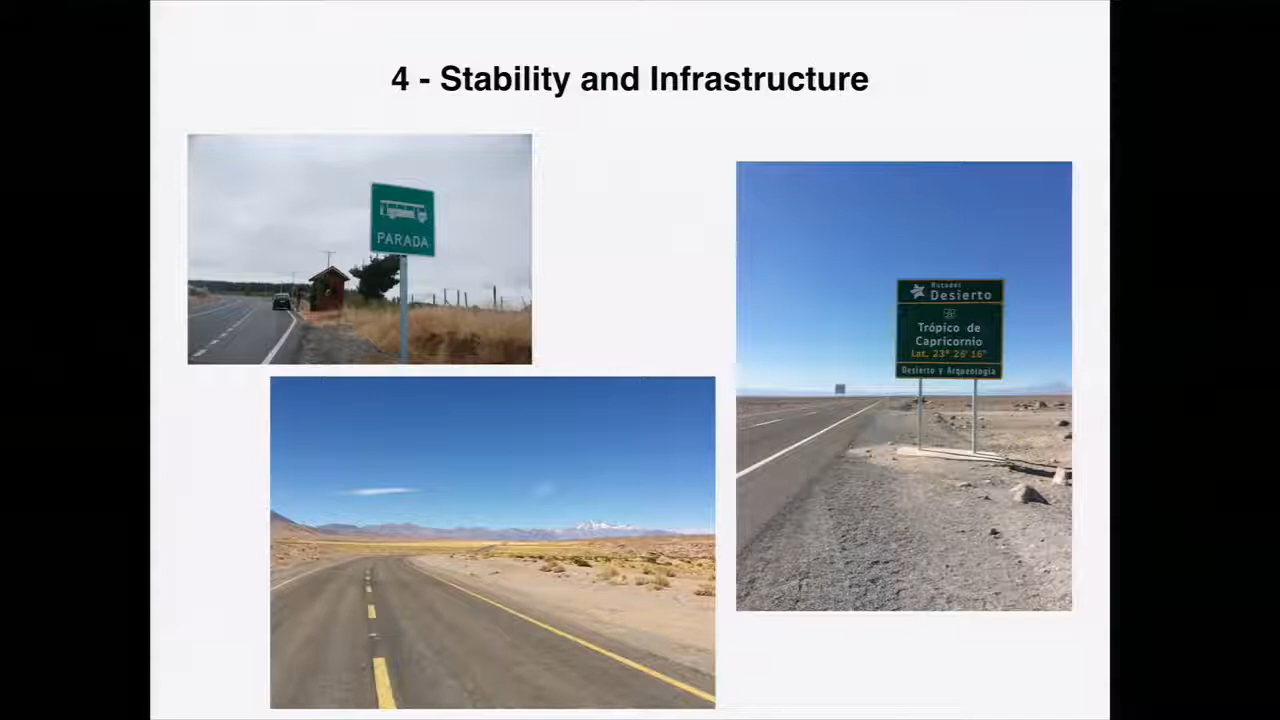 4 - Stability and Infrastructure
PARADA
Ruta del
Desierto
Trópico de
Capricornio
Lat. 23° 26' 16"
Desierto y Arqueología